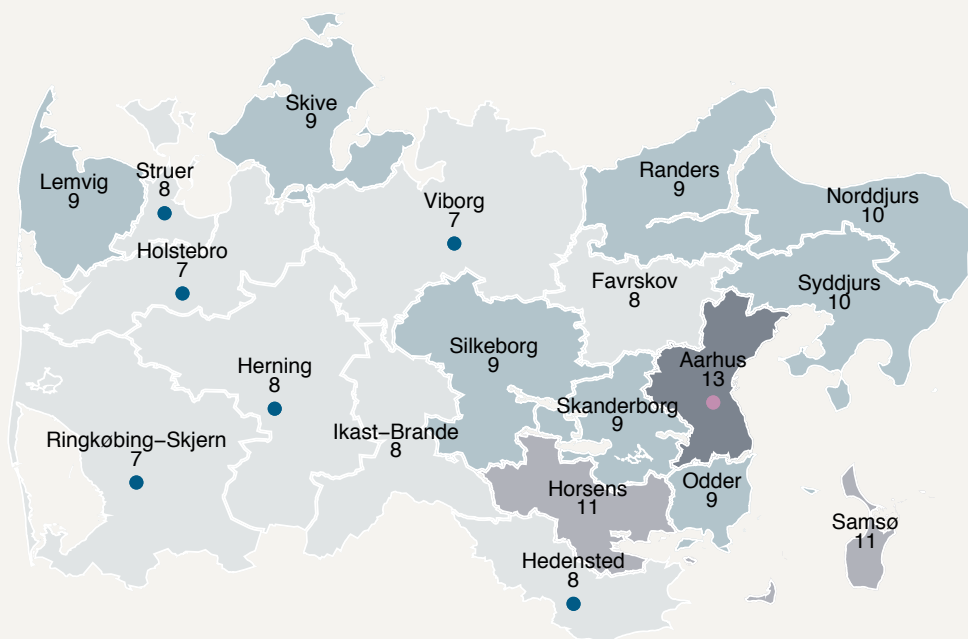 Skive
9
Lemvig
9
Struer
8
Randers
9
Viborg
7
Norddjurs
10
Holstebro
7
Favrskov
8
Syddjurs
10
Silkeborg
9
Aarhus
13
Herning
8
Skanderborg
9
Ikast–Brande
8
Ringkøbing–Skjern
7
Horsens
11
Odder
9
Samsø
11
Hedensted
8